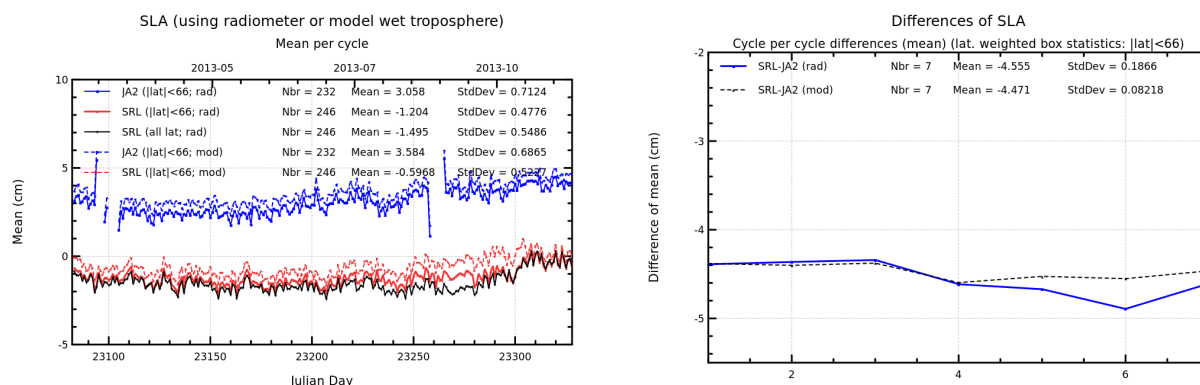 SLA (using radiometer or model wet troposphere)
Mean per cycle
2013-05 2013-07 2013-10
10
5
0
-5
Mean (cm)
JA2 (|lat|<66; rad) Nbr = 232 Mean = 3.058 StdDev = 0.7124
SRL (|lat|<66; rad) Nbr = 246 Mean = -1.204 StdDev = 0.4776
SRL (all lat; rad) Nbr = 246 Mean = -1.495 StdDev = 0.5486
JA2 (|lat|<66; mod) Nbr = 232 Mean = 3.584 StdDev = 0.6865
SRL (|lat|<66; mod) Nbr = 246 Mean = -0.5968 StdDev = 0.5227
23100 23150 23200 23250 23300
Julian Day
Differences of SLA
Cycle per cycle differences (mean) (lat. weighted box statistics: |lat|<66)
-2
-3
-4
-5
Difference of mean (cm)
SRL-JA2 (rad) Nbr = 7 Mean = -4.555 StdDev = 0.1866
SRL-JA2 (mod) Nbr = 7 Mean = -4.471 StdDev = 0.08218
2 4 6